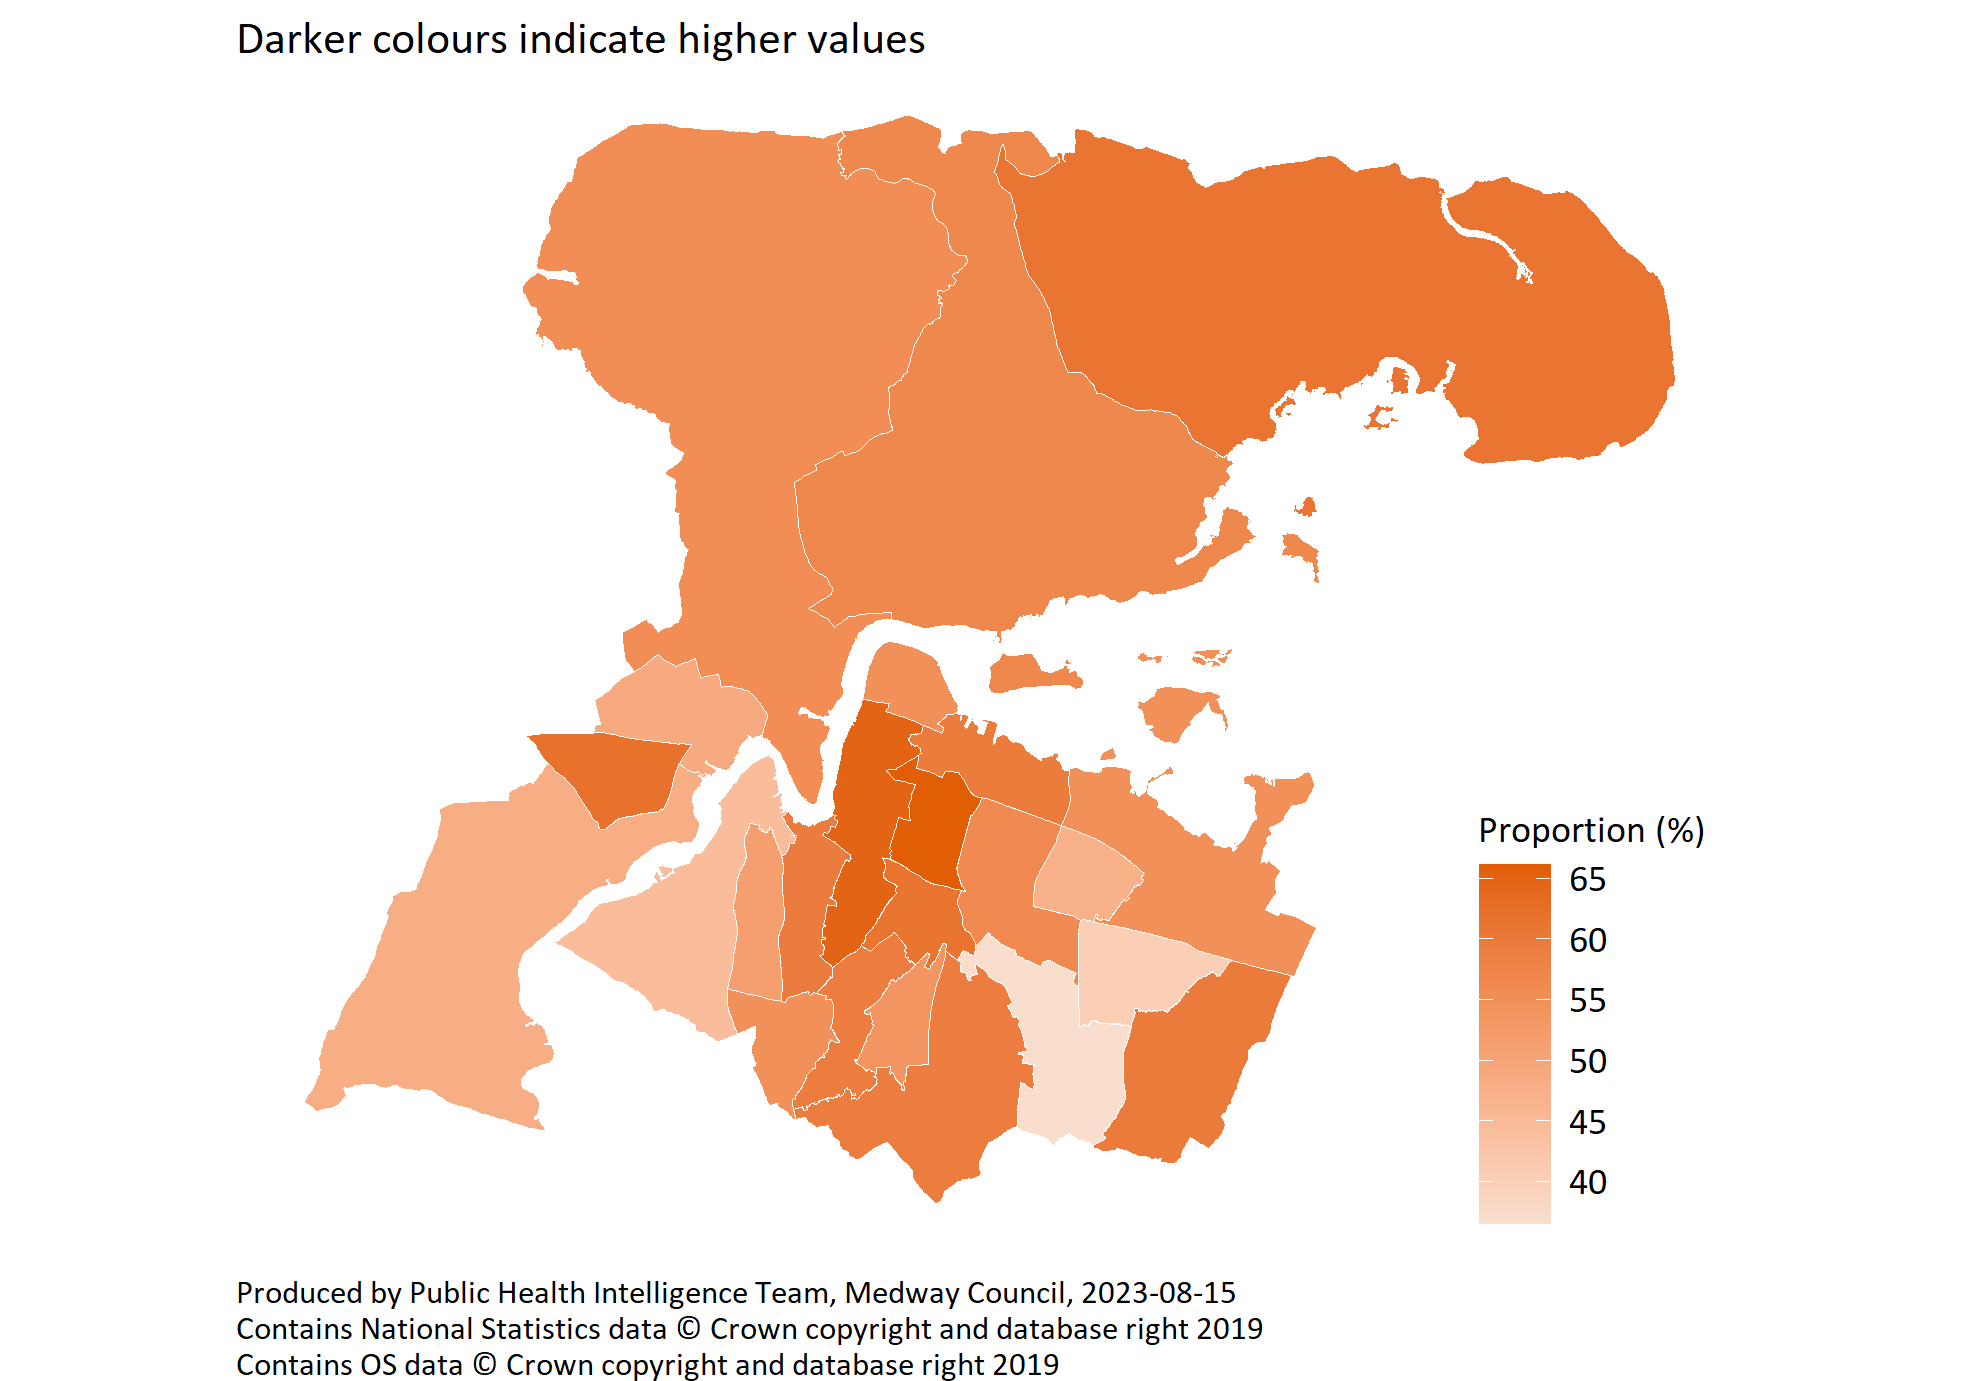 Darker colours indicate higher values
Proportion (%)
65
60
55
50
45
40
Produced by Public Health Intelligence Team, Medway Council, 2023-08-15
Contains National Statistics data © Crown copyright and database right 2019
Contains OS data © Crown copyright and database right 2019